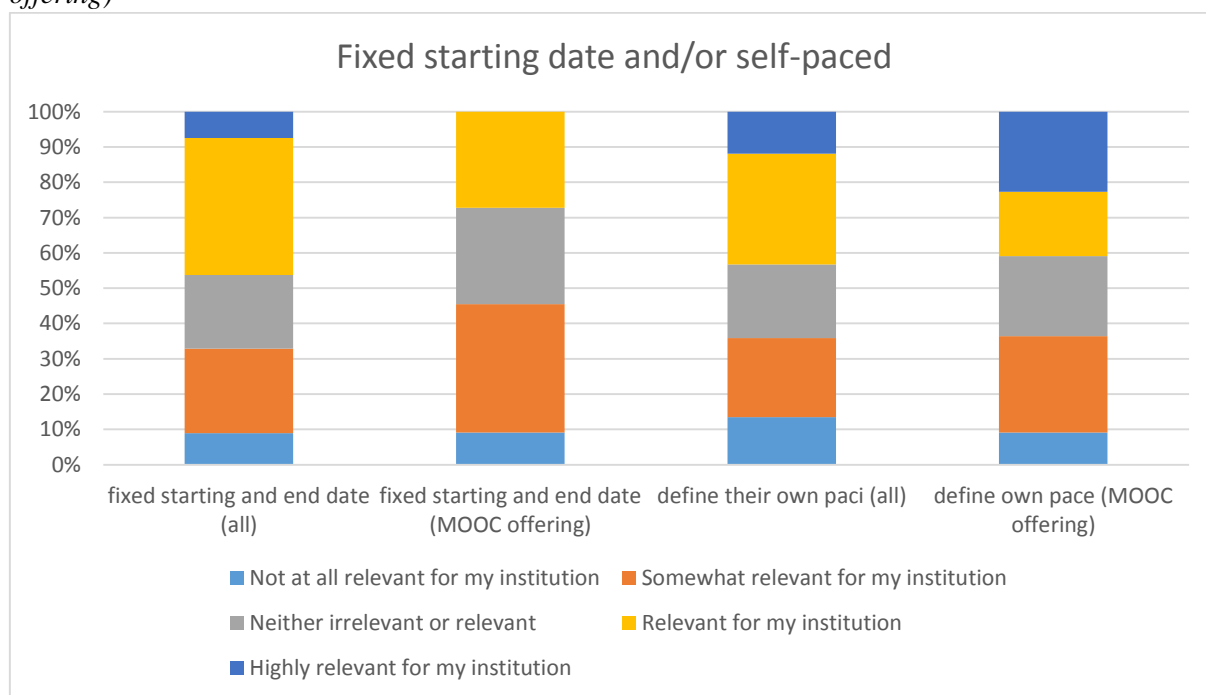 offering)
Fixed starting date and/or self-paced
100%
90%
80%
70%
60%
50%
40%
30%
20%
10%
0%
fixed starting and end date (all)
fixed starting and end date (MOOC offering)
define their own paci (all)
define own pace (MOOC offering)
Not at all relevant for my institution
Somewhat relevant for my institution
Neither irrelevant or relevant
Relevant for my institution
Highly relevant for my institution